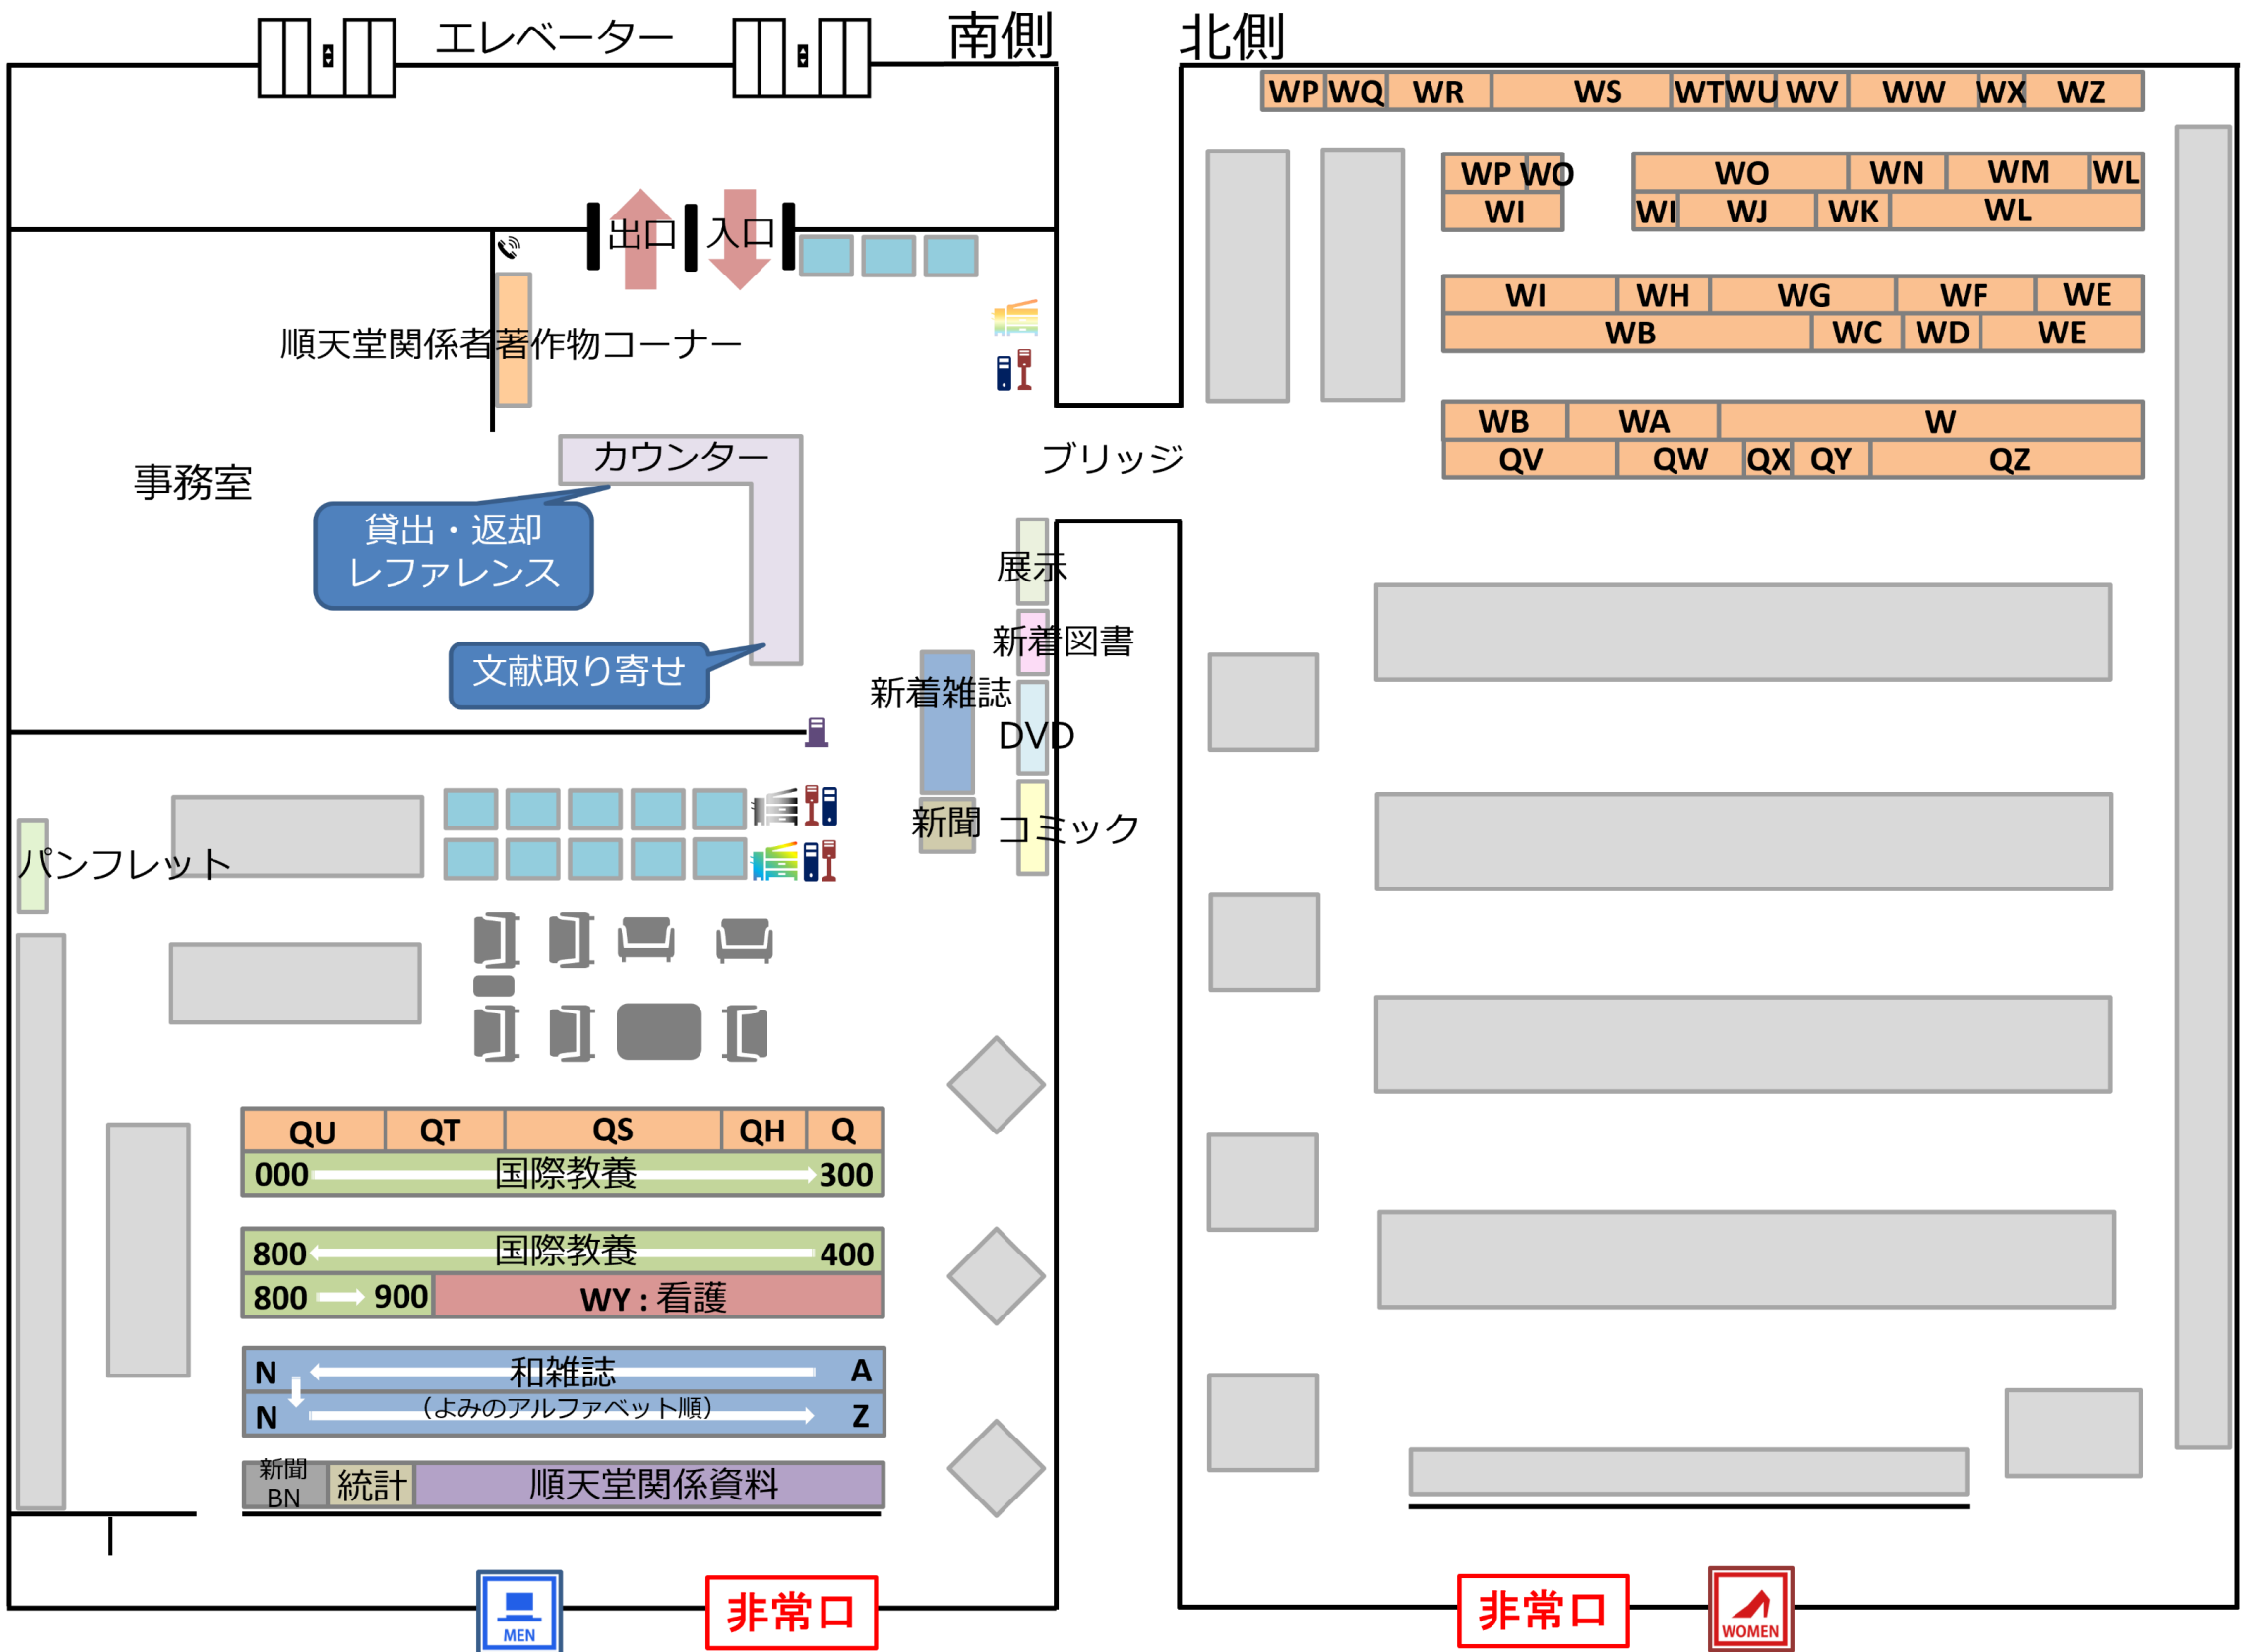 エレベーター
南側
北側
WP WQ WR WS WT WU WV WW WX WZ
WP WO WO WN WM WL
WI WI WJ WK WL
出口 入口
WI WH WG WF WE
WB WC WD WE
順天堂関係者著作物コーナー
WB WA W
QV QW QX QY QZ
カウンター
ブリッジ
事務室
貸出・返却
レファレンス
展示
新着図書
文献取り寄せ
新着雑誌
DVD
新聞
コミック
パンフレット
QU QT QS QH Q
000 国際教養 300
800 国際教養 400
800 900 WY : 看護
N 和雑誌 A
N （よみのアルファベット順） Z
新聞
BN
統計
順天堂関係資料
MEN
非常口
非常口
WOMEN